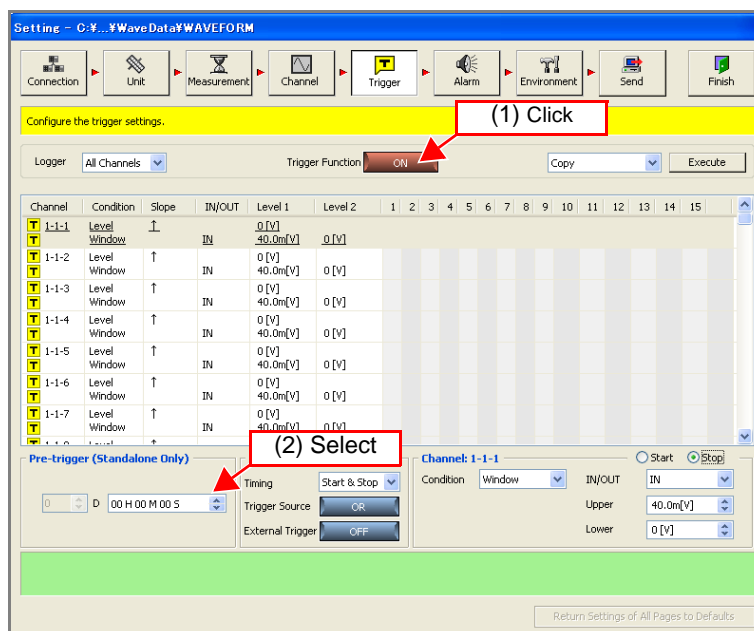 Setting - C:¥...¥WaveData¥WAVEFORM
Connection Unit Measurement Channel Trigger Alarm Environment Send Finish
(1) Click
Configure the trigger settings.
Logger All Channels Trigger Function ON Copy Execute
Channel Condition Slope IN/OUT Level 1 Level 2 1 2 3 4 5 6 7 8 9 10 11 12 13 14 15
T 1-1-1 Level ↑ 0 [V]
T Window IN 40.0m[V] 0 [V]
T 1-1-2 Level ↑ 0 [V]
T Window IN 40.0m[V] 0 [V]
T 1-1-3 Level ↑ 0 [V]
T Window IN 40.0m[V] 0 [V]
T 1-1-4 Level ↑ 0 [V]
T Window IN 40.0m[V] 0 [V]
T 1-1-5 Level ↑ 0 [V]
T Window IN 40.0m[V] 0 [V]
T 1-1-6 Level ↑ 0 [V]
T Window IN 40.0m[V] 0 [V]
T 1-1-7 Level ↑ 0 [V]
T Window IN 40.0m[V] 0 [V]
(2) Select
Pre-trigger (Standalone Only)
0 D 00 H 00 M 00 S
Timing Start & Stop
Trigger Source OR
External Trigger OFF
Channel: 1-1-1 Start Stop
Condition Window IN/OUT IN
Upper 40.0m[V]
Lower 0 [V]
Return Settings of All Pages to Defaults